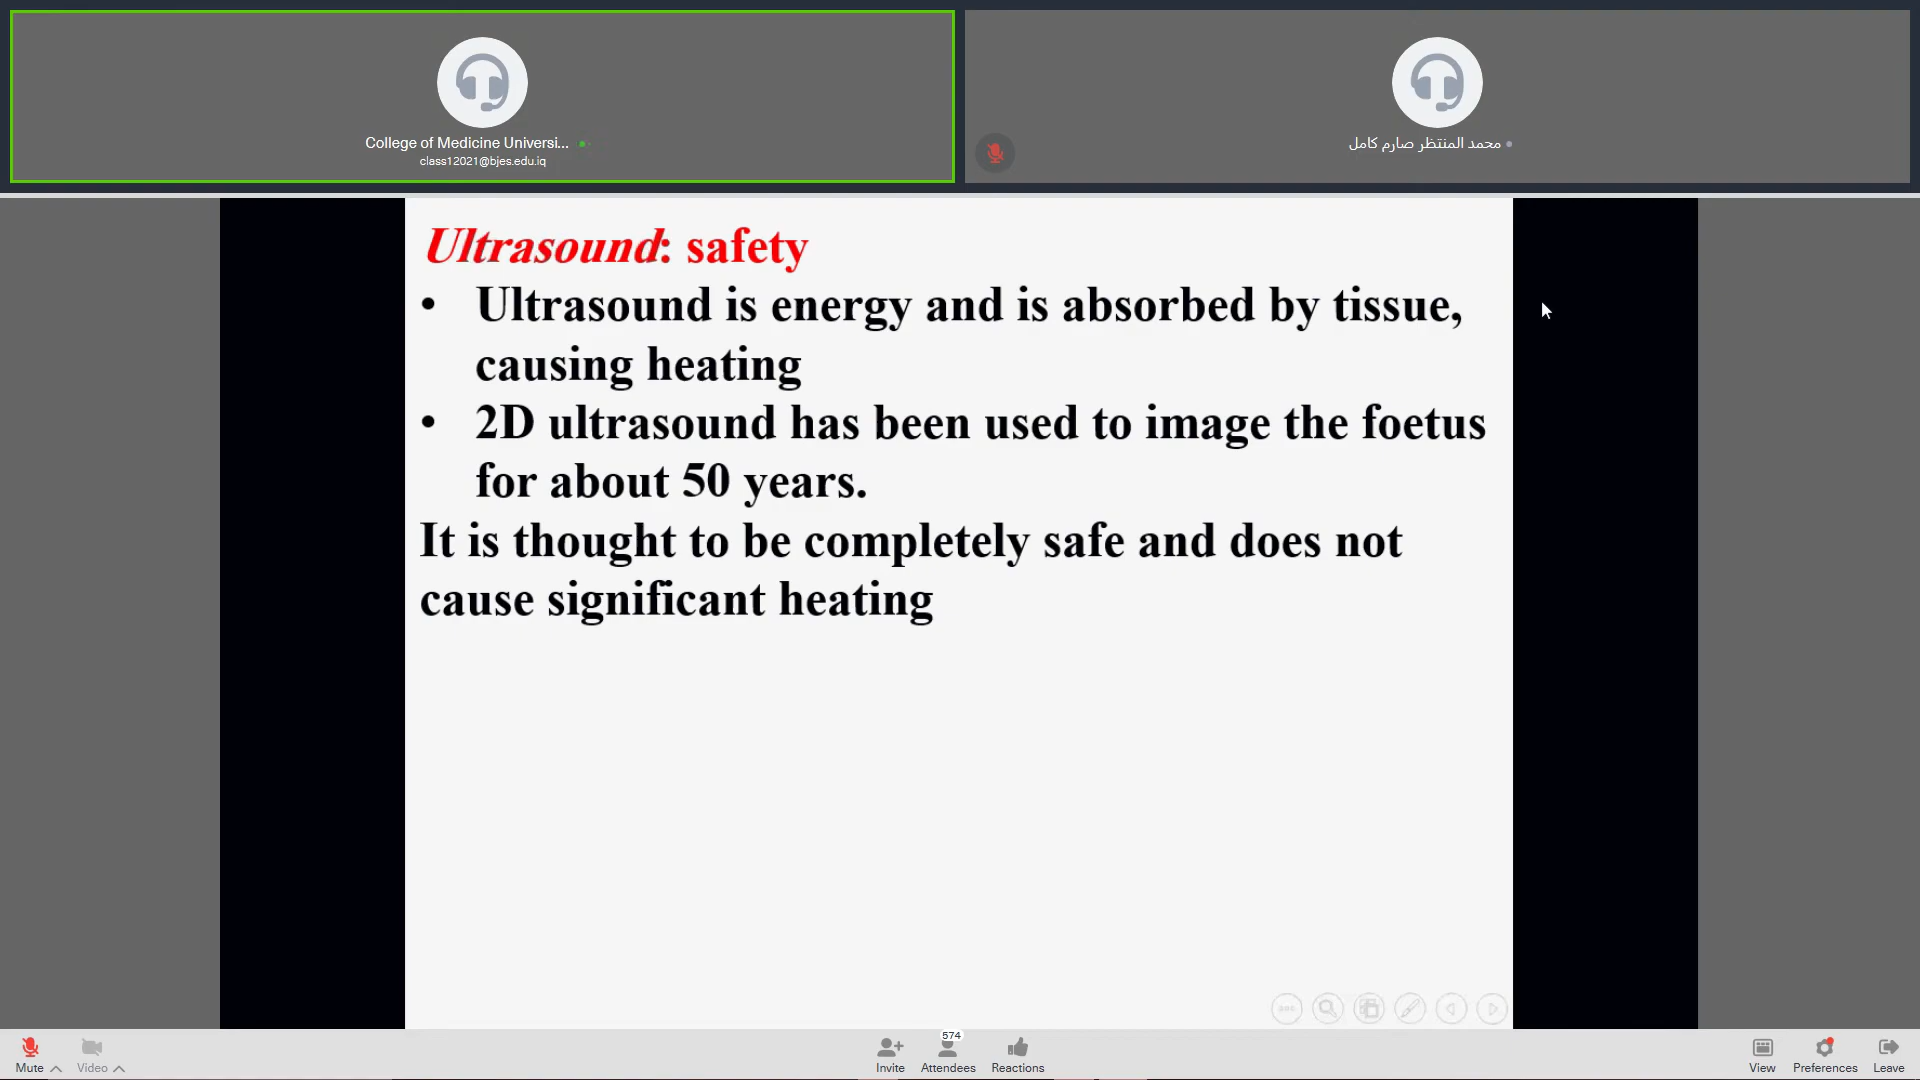 College of Medicine Universi...
class12021@bjes.edu.iq
محمد المنتظر صارم كامل
Ultrasound: safety
• Ultrasound is energy and is absorbed by tissue,
causing heating
• 2D ultrasound has been used to image the foetus
for about 50 years.
It is thought to be completely safe and does not
cause significant heating
Mute
Video
Invite
574
Attendees
Reactions
View
Preferences
Leave